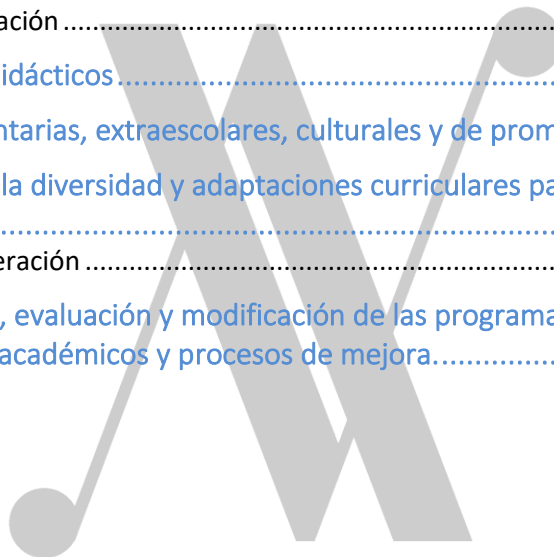 ación ........................................................
idácticos ........................................................
ntarias, extraescolares, culturales y de prom
la diversidad y adaptaciones curriculares pa
........................................................
eración ........................................................
, evaluación y modificación de las programa
académicos y procesos de mejora. ....................